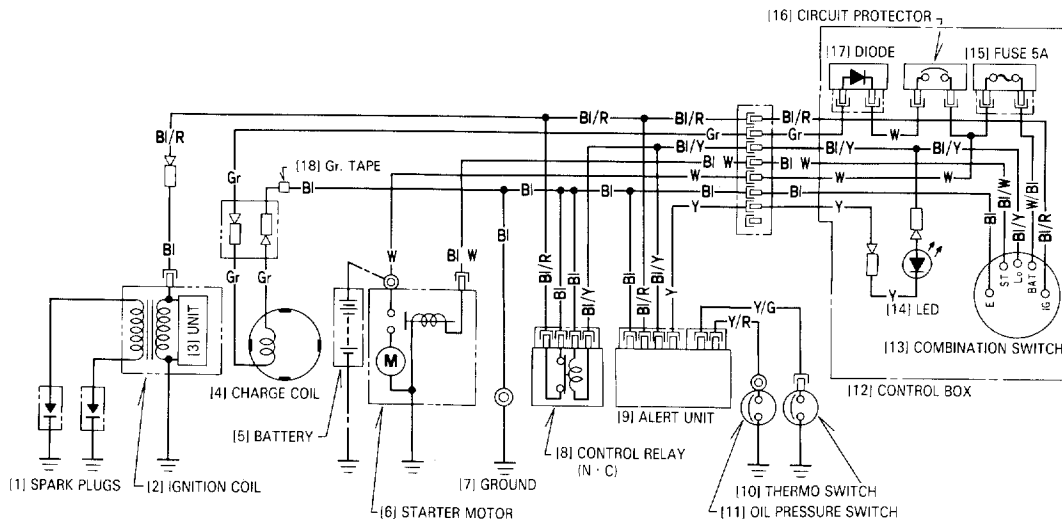 [16] CIRCUIT PROTECTOR
[17] DIODE
[15] FUSE 5A
Bl/R
Bl/R
Bl/R
Bl/R
Bl/R
Gr
Gr
W
Bl/Y
Bl/Y
Bl/Y
Bl W
Bl W
W
W
W
[18] Gr. TAPE
Gr
Bl
Bl
Bl
Bl
Bl
Bl
Y
Y
Bl
W
Bl W
Bl
Bl/R
Bl
Bl
Bl/Y
Bl/R
Bl
Bl/Y
Y
Bl
Bl/W
Bl/Y
W/Bl
Bl/R
Gr
Gr
Y
Y/G
Y/R
E
ST
Lo
BAT
IG
[3] UNIT
M
[14] LED
[13] COMBINATION SWITCH
[4] CHARGE COIL
[12] CONTROL BOX
[9] ALERT UNIT
[5] BATTERY
[8] CONTROL RELAY
(N · C)
[7] GROUND
[1] SPARK PLUGS
[2] IGNITION COIL
[10] THERMO SWITCH
[6] STARTER MOTOR
[11] OIL PRESSURE SWITCH